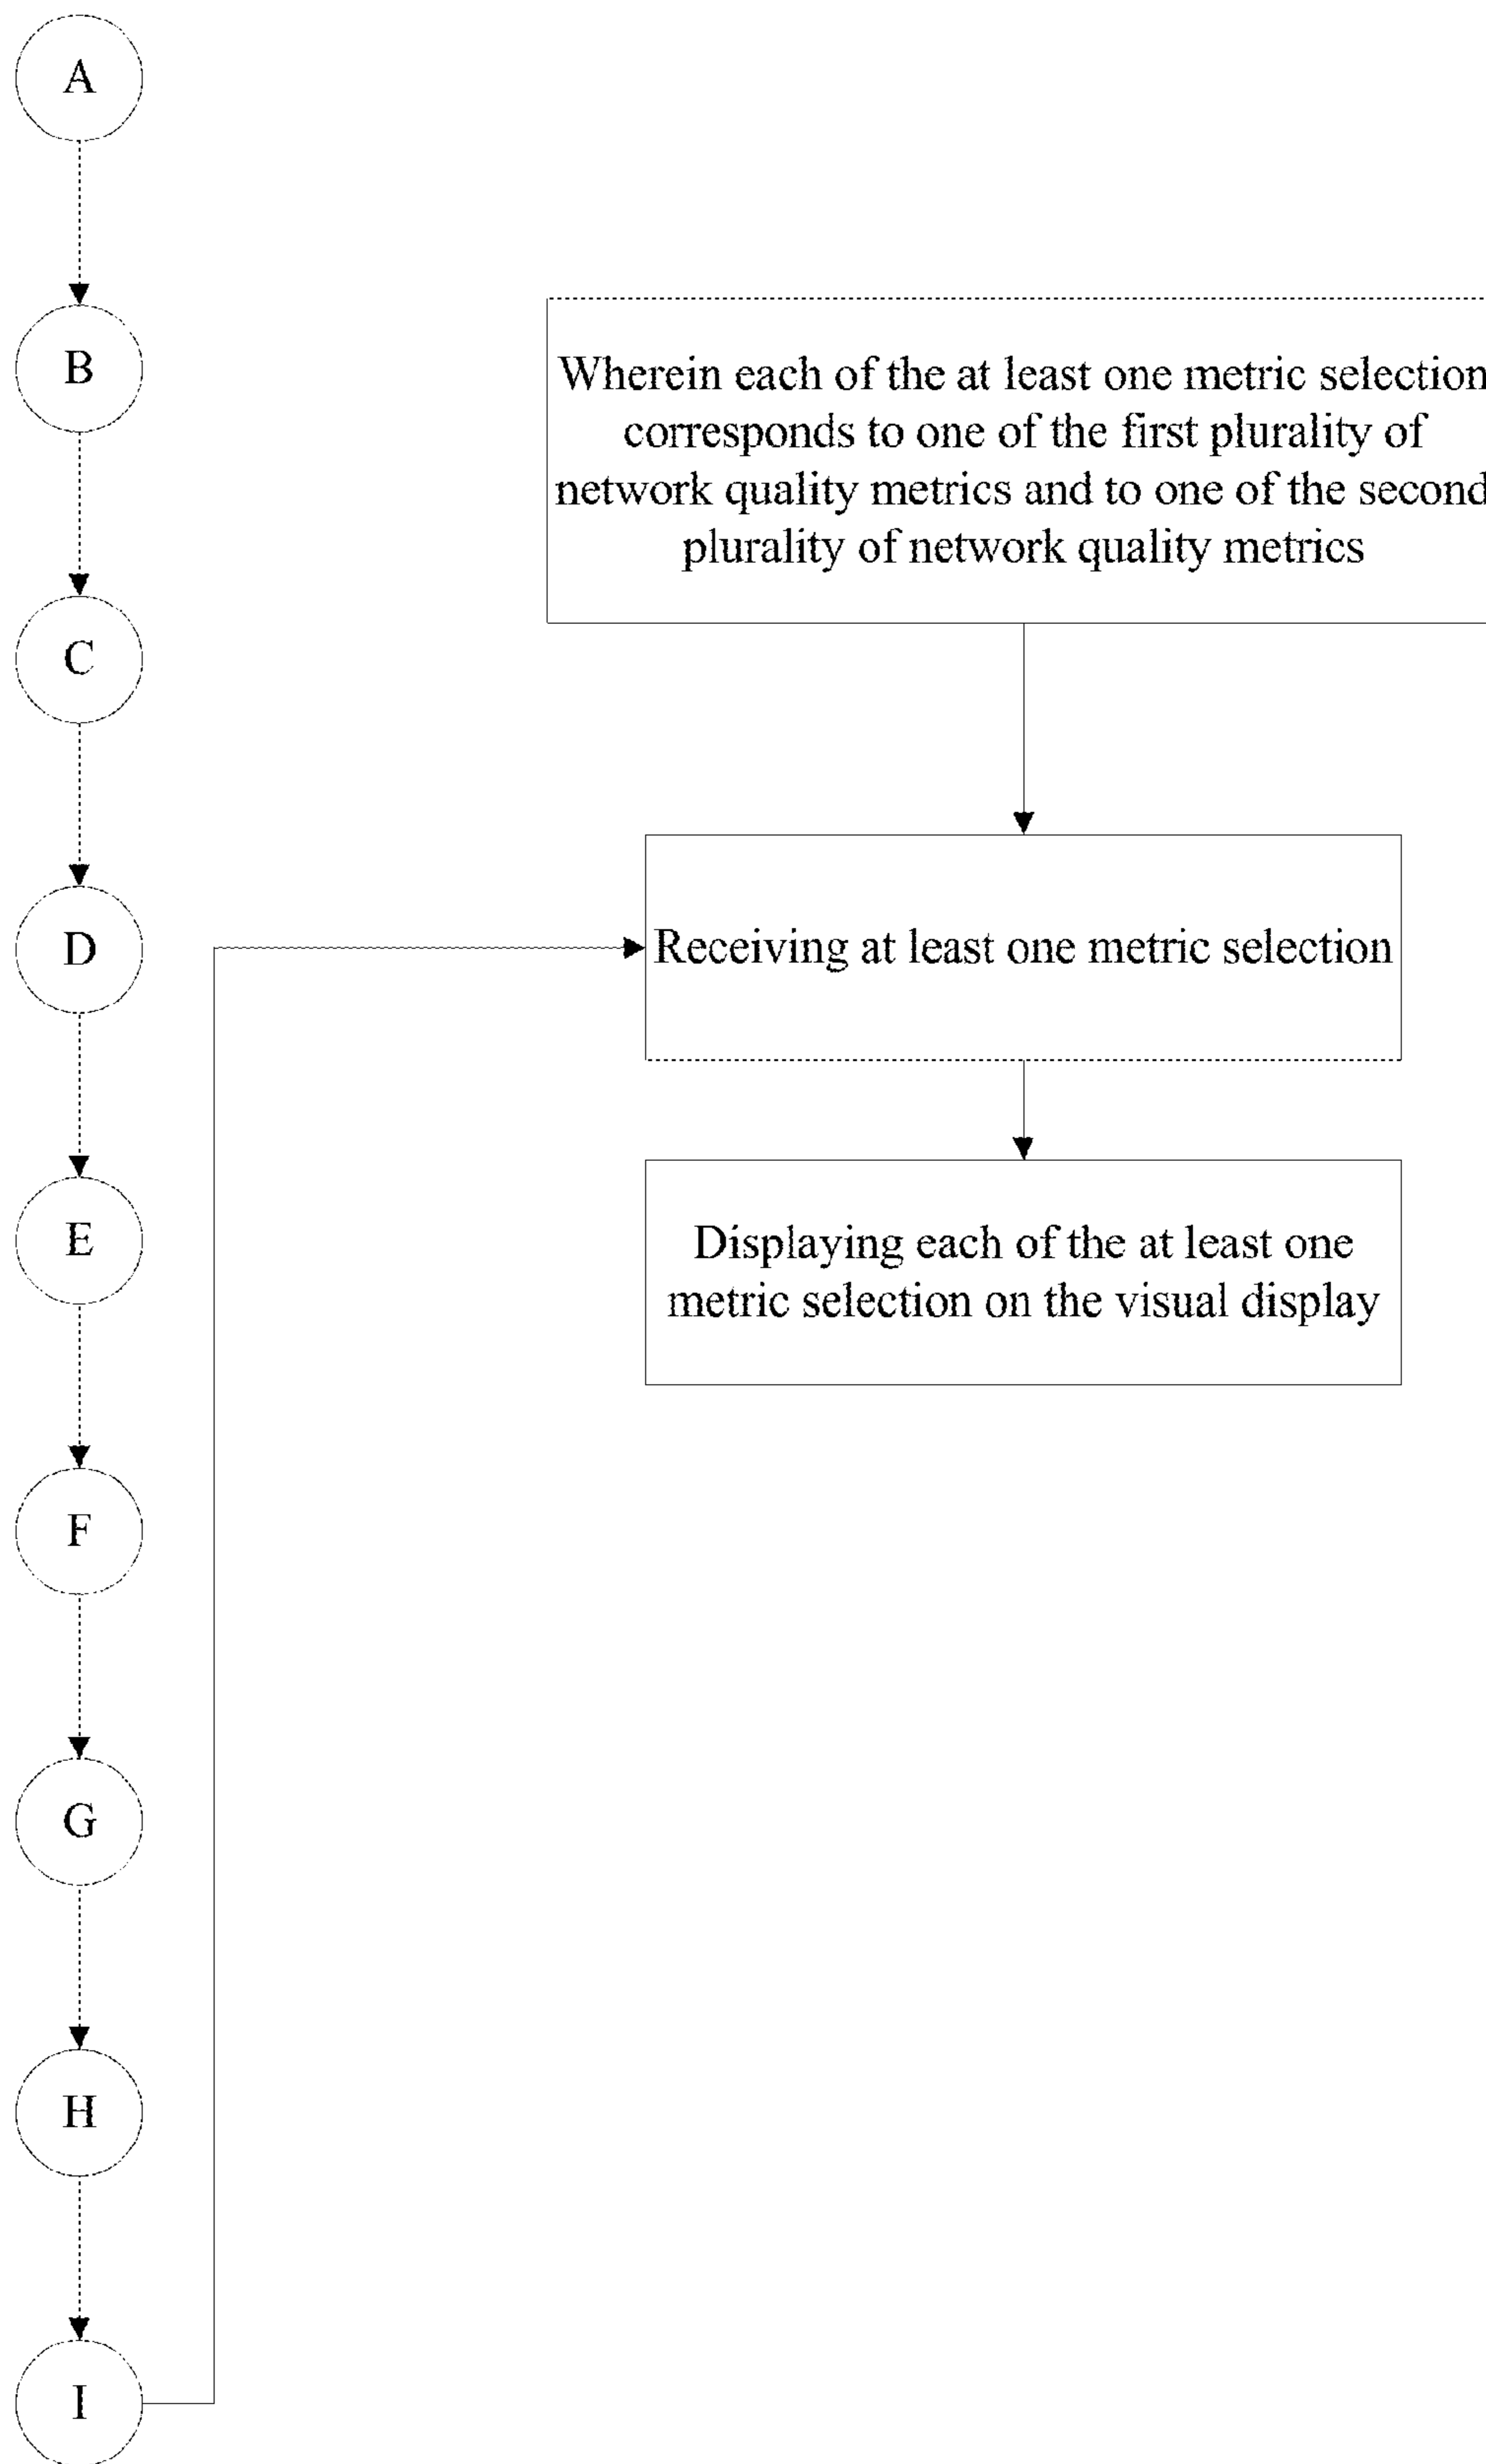 A
B
Wherein each of the at least one metric selection
corresponds to one of the first plurality of
network quality metrics and to one of the second
plurality of network quality metrics
C
D
Receiving at least one metric selection
E
Displaying each of the at least one
metric selection on the visual display
F
G
H
I